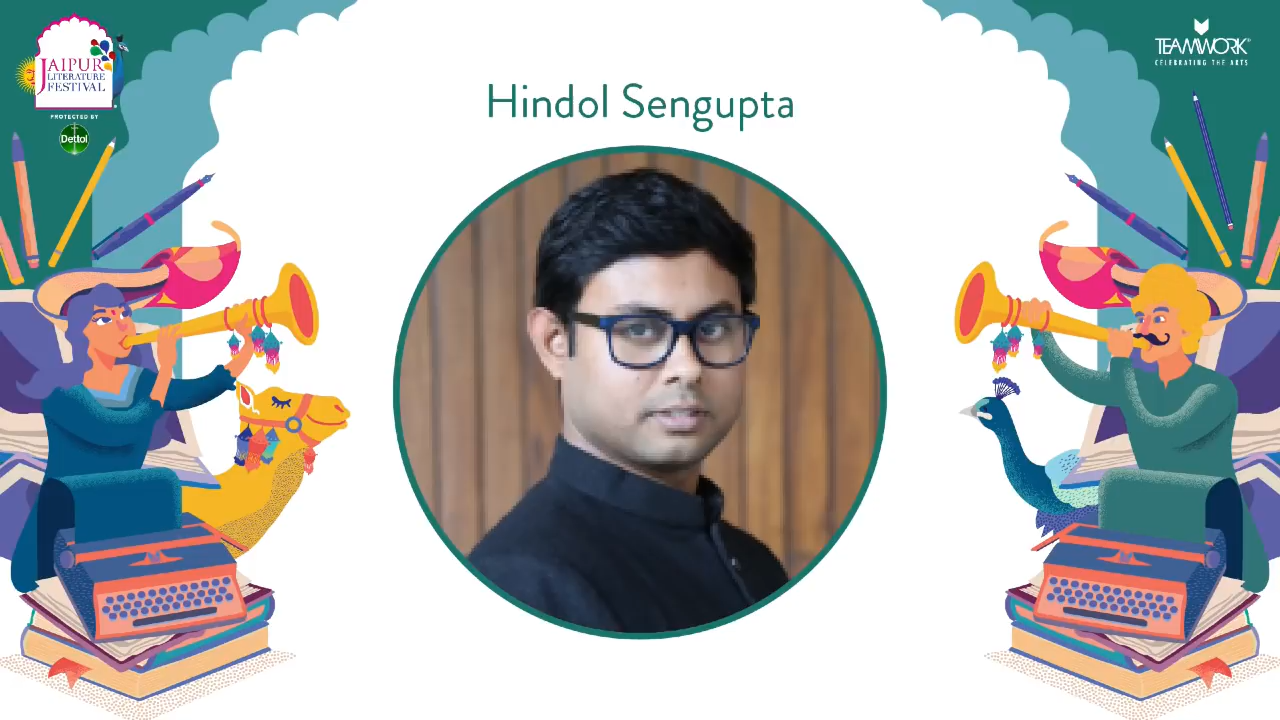 JAIPUR
LITERATURE
FESTIVAL
PROTECTED BY
Dettol
TEAMWORK®
CELEBRATING THE ARTS
Hindol Sengupta